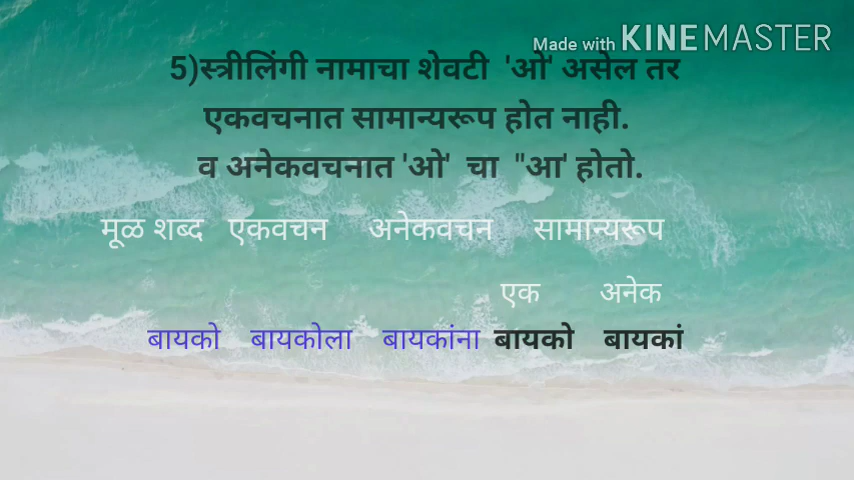 Made with KINEMASTER
5)स्त्रीलिंगी नामाचा शेवटी 'ओ' असेल तर
एकवचनात सामान्यरूप होत नाही.
व अनेकवचनात 'ओ' चा "आ' होतो.
मूळ शब्द एकवचन अनेकवचन सामान्यरूप
एक अनेक
बायको बायकोला बायकांना बायको बायकां